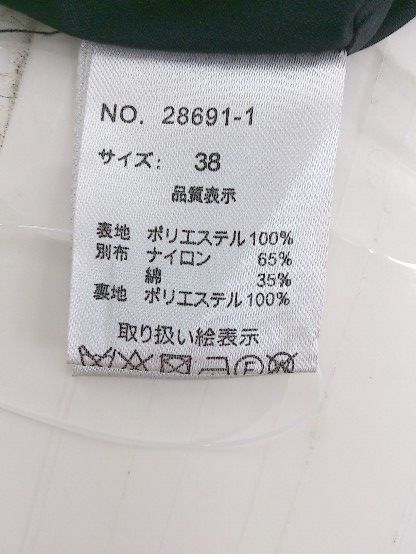 NO. 28691-1
サイズ: 38
品質表示
表地 ポリエステル100%
別布 ナイロン 65%
綿 35%
裏地 ポリエステル100%
取り扱い絵表示
F